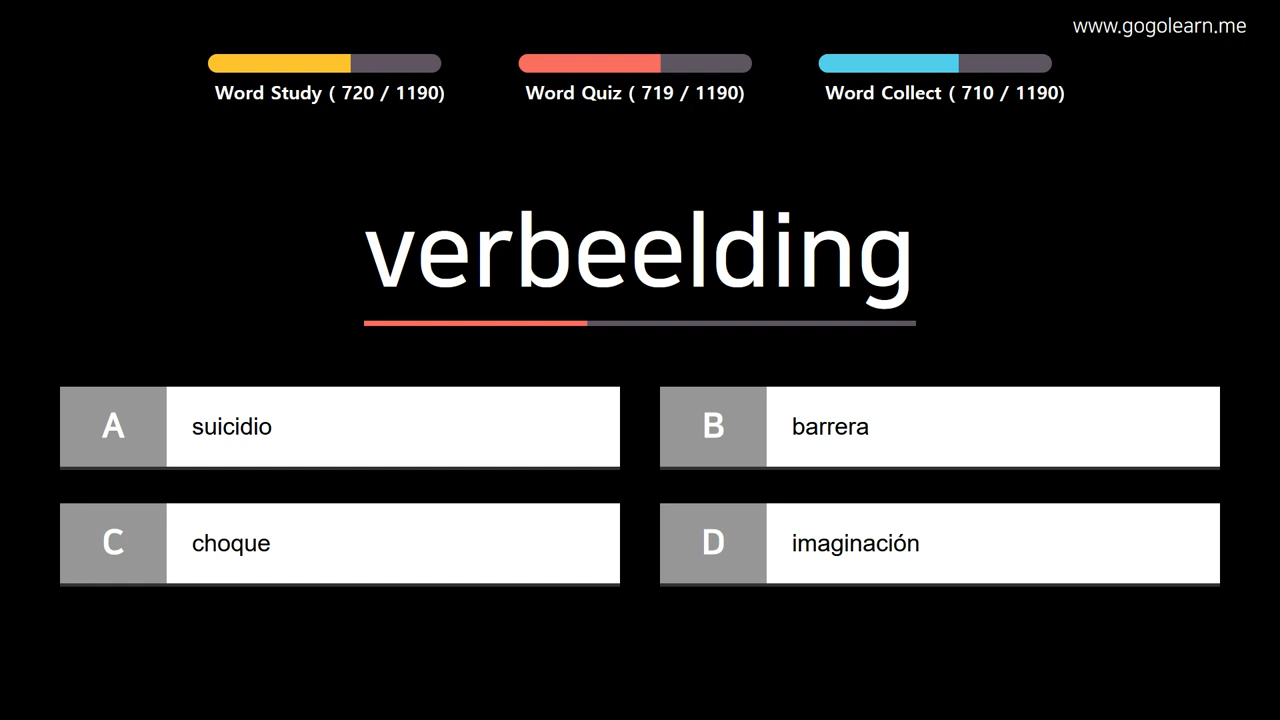 www.gogolearn.me
Word Study ( 720 / 1190)
Word Quiz ( 719 / 1190)
Word Collect ( 710 / 1190)
verbeelding
A suicidio
B barrera
C choque
D imaginación